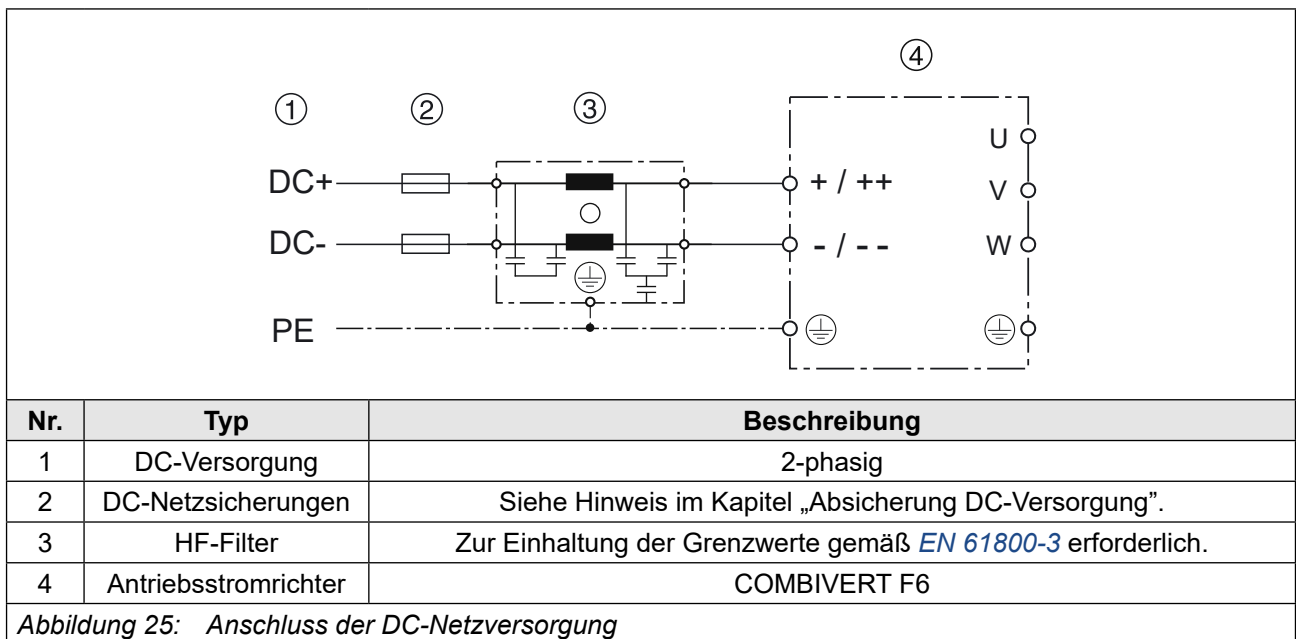 ④
① ② ③
U
DC+ + / ++ V
DC- - / - - W
PE
Nr. Typ Beschreibung
1 DC-Versorgung 2-phasig
2 DC-Netzsicherungen Siehe Hinweis im Kapitel „Absicherung DC-Versorgung”.
3 HF-Filter Zur Einhaltung der Grenzwerte gemäß EN 61800-3 erforderlich.
4 Antriebsstromrichter COMBIVERT F6
Abbildung 25: Anschluss der DC-Netzversorgung